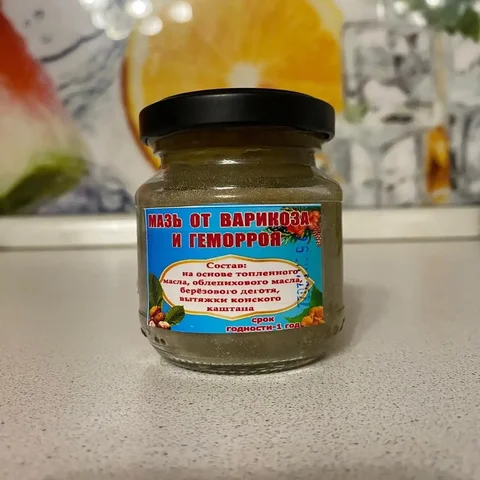 МАЗЬ ОТ ВАРИКОЗА
И ГЕМОРРОЯ
Состав:
на основе топленного
масла, облепихового масла,
берёзового дегтя,
вытяжки конского
каштана
срок
годности-1 год